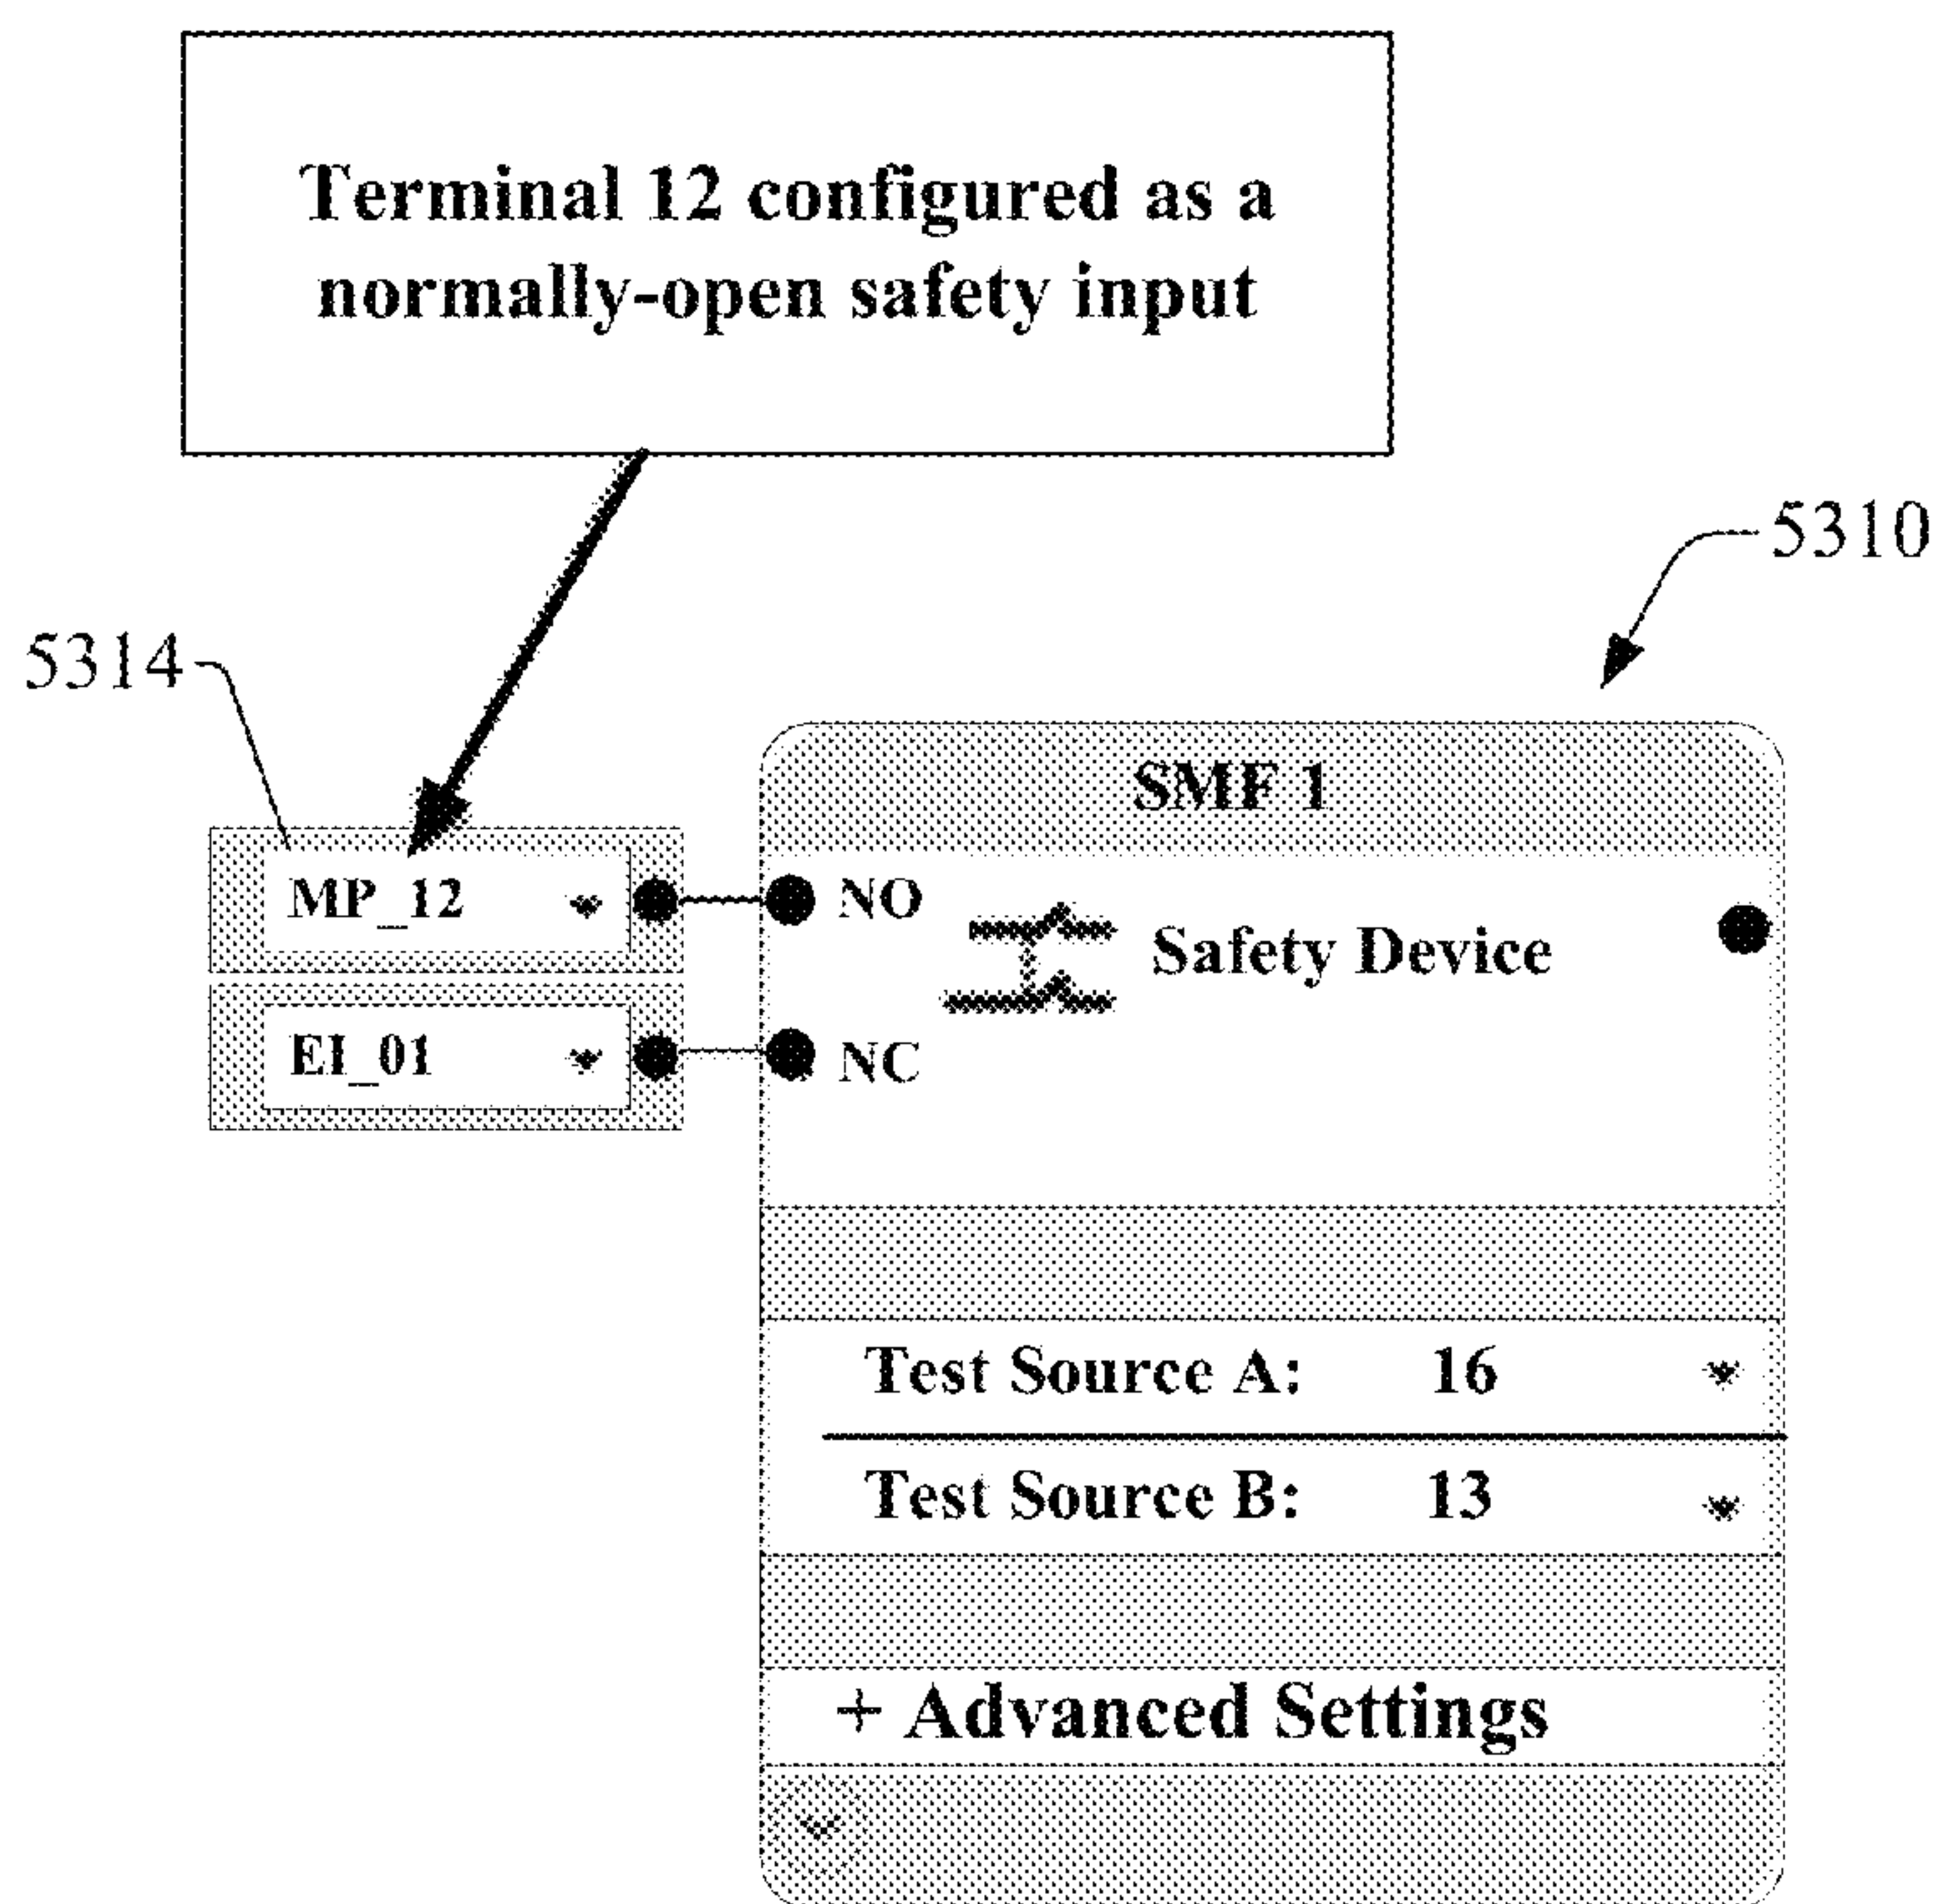 Terminal 12 configured as a
normally-open safety input
5310
5314
SMF 1
MP_12
NO
Safety Device
EI_01
NC
Test Source A: 16
Test Source B: 13
+ Advanced Settings